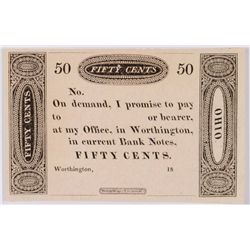 50 FIFTY CENTS 50
FIFTY CENTS
OHIO
No.
On demand, I promise to pay
to or bearer,
at my Office, in Worthington,
in current Bank Notes.
FIFTY CENTS.
Worthington, 18